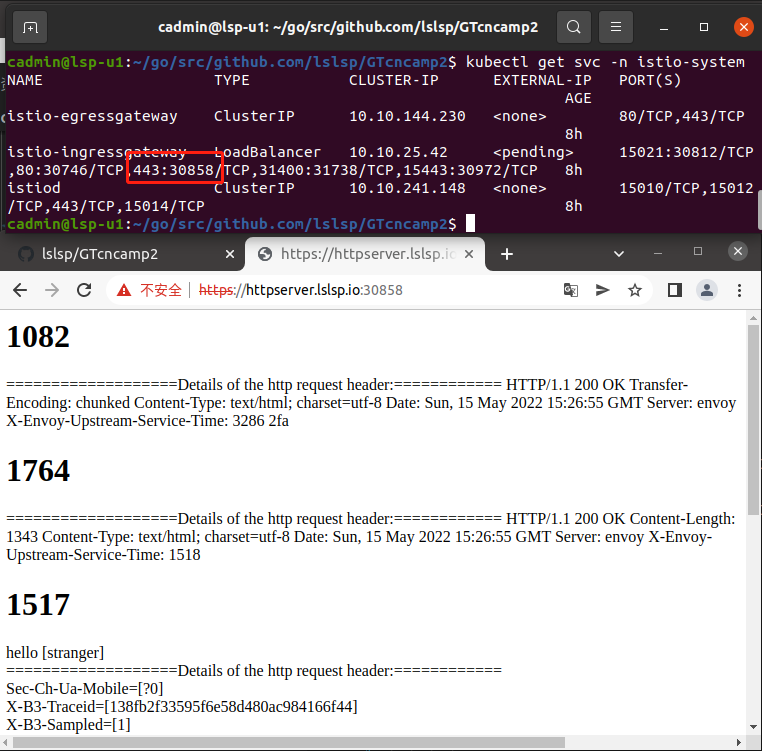 cadmin@lsp-u1: ~/go/src/github.com/lslsp/GTcncamp2
cadmin@lsp-u1:~/go/src/github.com/lslsp/GTcncamp2$ kubectl get svc -n istio-system
NAME TYPE CLUSTER-IP EXTERNAL-IP PORT(S)
AGE
istio-egressgateway ClusterIP 10.10.144.230 <none> 80/TCP,443/TCP
8h
istio-ingressgateway LoadBalancer 10.10.25.42 <pending> 15021:30812/TCP
,80:30746/TCP,443:30858/TCP,31400:31738/TCP,15443:30972/TCP 8h
istiod ClusterIP 10.10.241.148 <none> 15010/TCP,15012
/TCP,443/TCP,15014/TCP 8h
cadmin@lsp-u1:~/go/src/github.com/lslsp/GTcncamp2$
lslsp/GTcncamp2 https://httpserver.lslsp.io
不安全 https://httpserver.lslsp.io:30858
1082
===================Details of the http request header:============ HTTP/1.1 200 OK Transfer-
Encoding: chunked Content-Type: text/html; charset=utf-8 Date: Sun, 15 May 2022 15:26:55 GMT Server: envoy
X-Envoy-Upstream-Service-Time: 3286 2fa
1764
===================Details of the http request header:============ HTTP/1.1 200 OK Content-Length:
1343 Content-Type: text/html; charset=utf-8 Date: Sun, 15 May 2022 15:26:55 GMT Server: envoy X-Envoy-
Upstream-Service-Time: 1518
1517
hello [stranger]
===================Details of the http request header:============
Sec-Ch-Ua-Mobile=[?0]
X-B3-Traceid=[138fb2f33595f6e58d480ac984166f44]
X-B3-Sampled=[1]